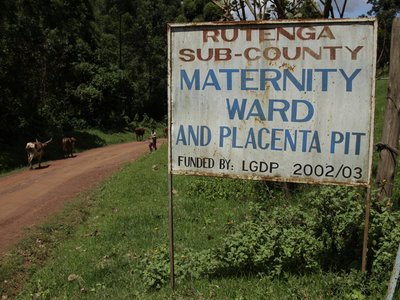 RUTENGA
SUB-COUNTY
MATERNITY
WARD
AND PLACENTA PIT
FUNDED BY: LGDP 2002/03